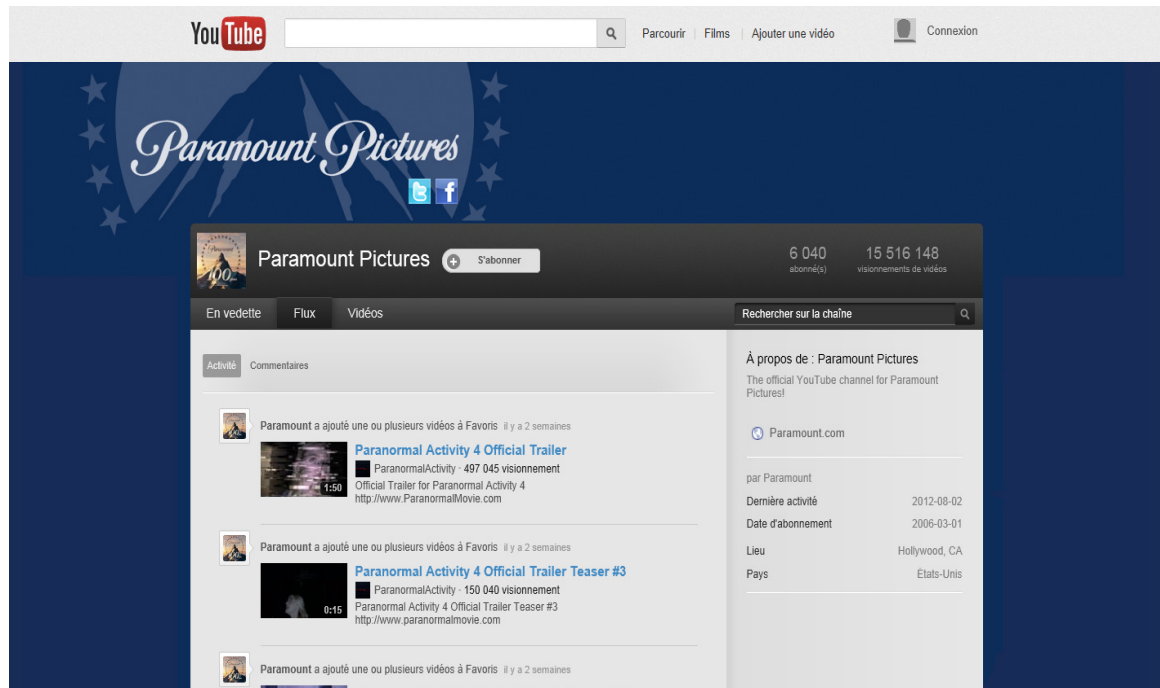 YouTube
Parcourir | Films | Ajouter une vidéo
Connexion
Paramount Pictures
Paramount Pictures
S'abonner
6 040
abonné(s)
15 516 148
visionnements de vidéos
En vedette
Flux
Vidéos
Rechercher sur la chaîne
Activité
Commentaires
Paramount a ajouté une ou plusieurs vidéos à Favoris il y a 2 semaines
Paranormal Activity 4 Official Trailer
ParanormalActivity - 497 045 visionnement
1:50
Official Trailer for Paranormal Activity 4
http://www.ParanormalMovie.com
Paramount a ajouté une ou plusieurs vidéos à Favoris il y a 2 semaines
Paranormal Activity 4 Official Trailer Teaser #3
ParanormalActivity - 150 040 visionnement
0:15
Paranormal Activity 4 Official Trailer Teaser #3
http://www.paranormalmovie.com
Paramount a ajouté une ou plusieurs vidéos à Favoris il y a 2 semaines
À propos de : Paramount Pictures
The official YouTube channel for Paramount
Pictures!
Paramount.com
par Paramount
Dernière activité 2012-08-02
Date d'abonnement 2006-03-01
Lieu Hollywood, CA
Pays États-Unis